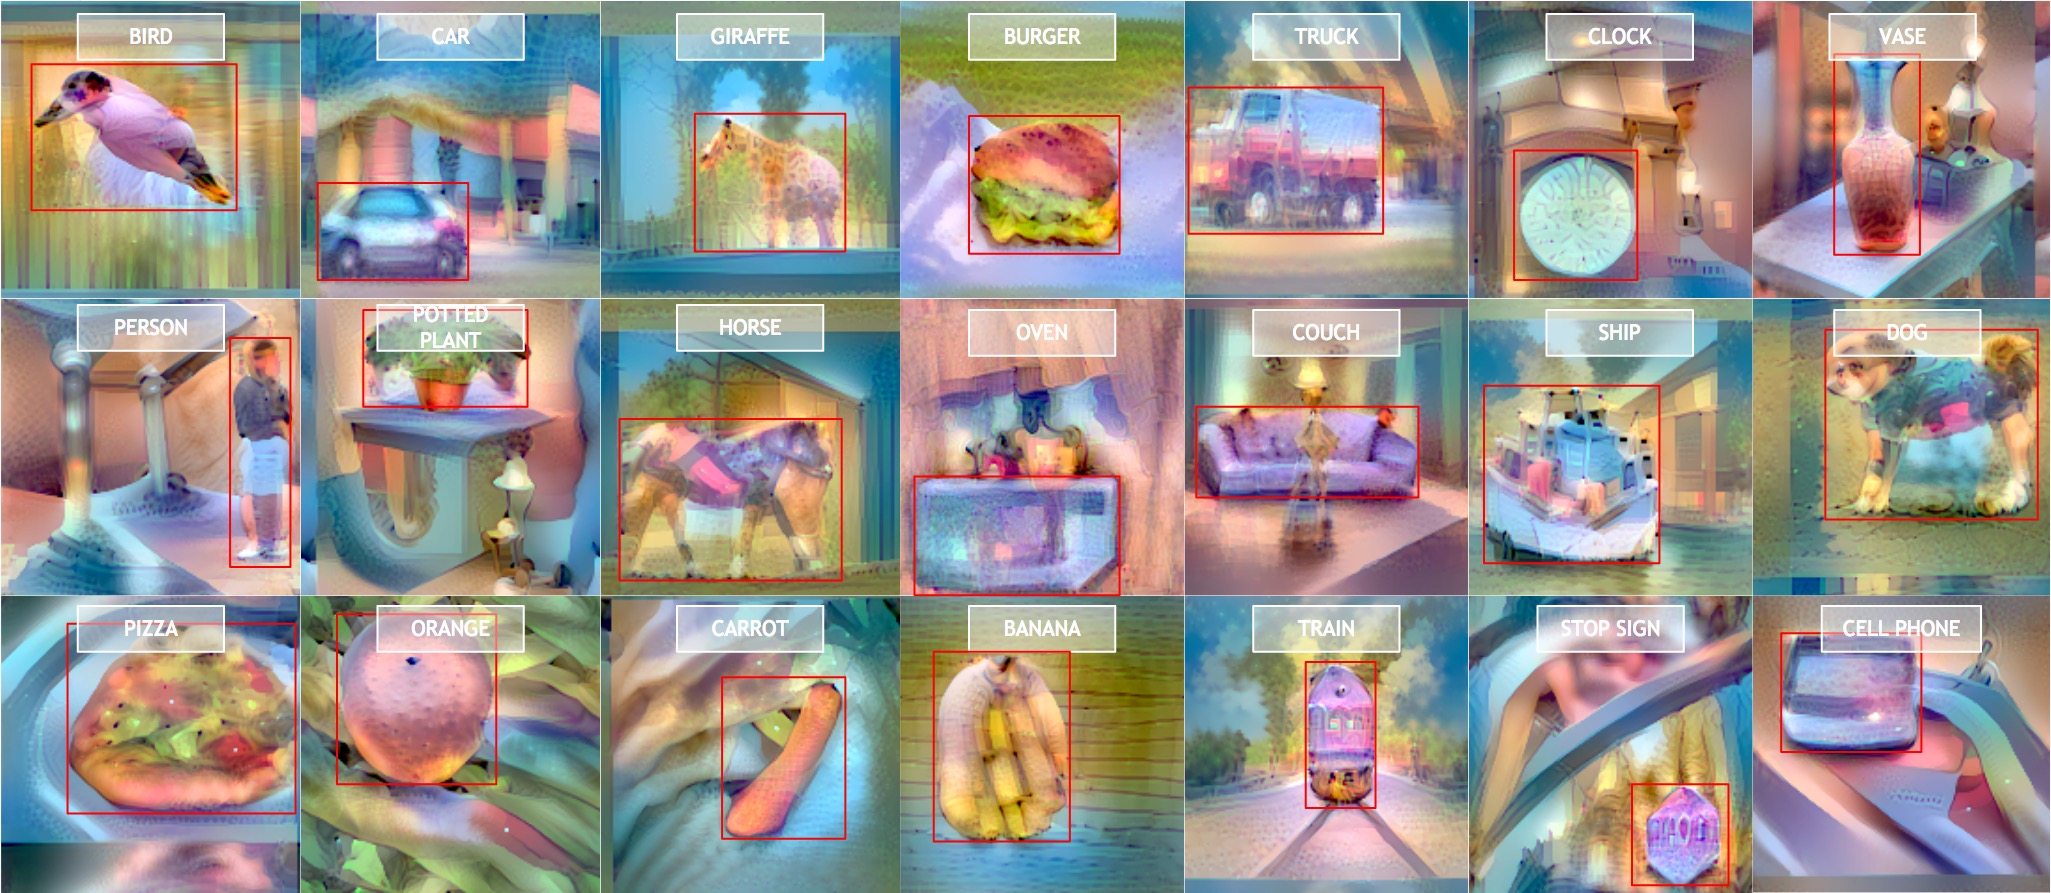 BIRD
CAR
GIRAFFE
BURGER
TRUCK
CLOCK
VASE
PERSON
POTTED
PLANT
HORSE
OVEN
COUCH
SHIP
DOG
PIZZA
ORANGE
CARROT
BANANA
TRAIN
STOP SIGN
CELL PHONE